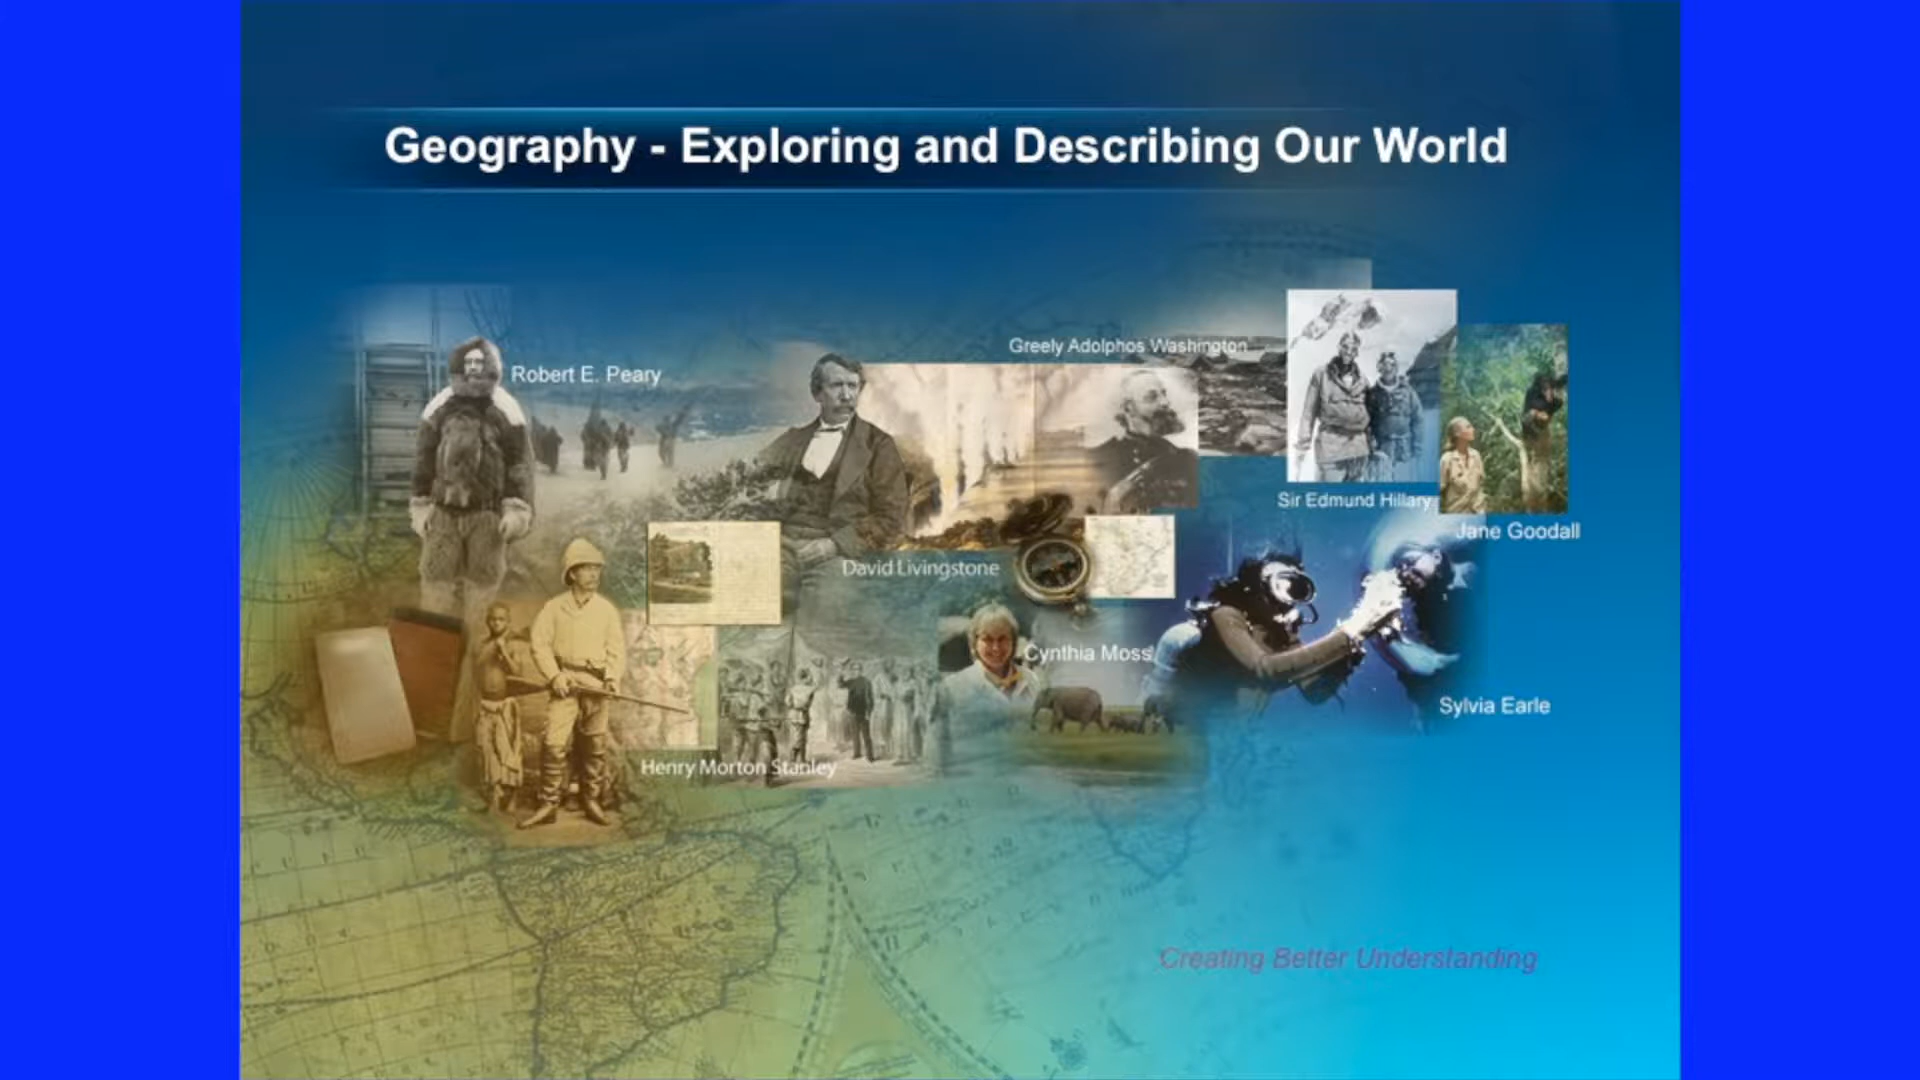 Geography - Exploring and Describing Our World
Greely Adolphos Washington
Robert E. Peary
Sir Edmund Hillary
Jane Goodall
David Livingstone
Cynthia Moss
Sylvia Earle
Henry Morton Stanley
Creating Better Understanding